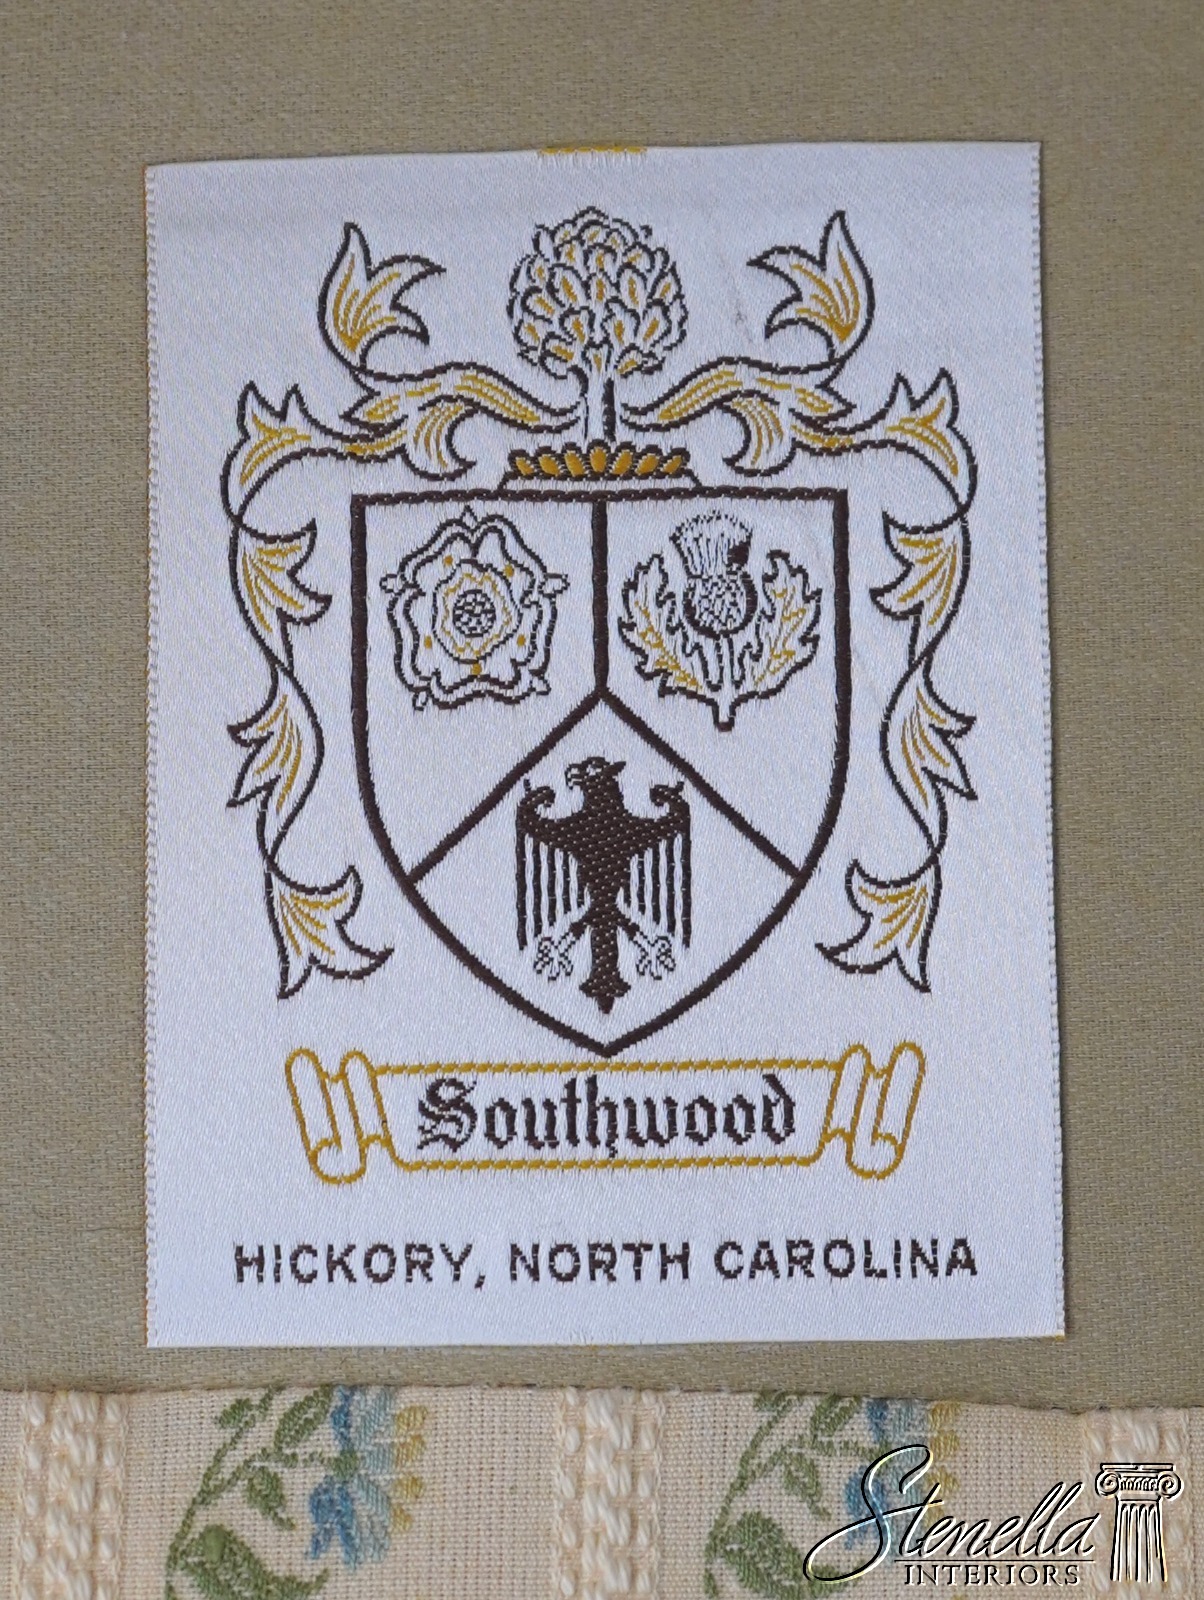 Southwood
HICKORY, NORTH CAROLINA
Stenella
INTERIORS